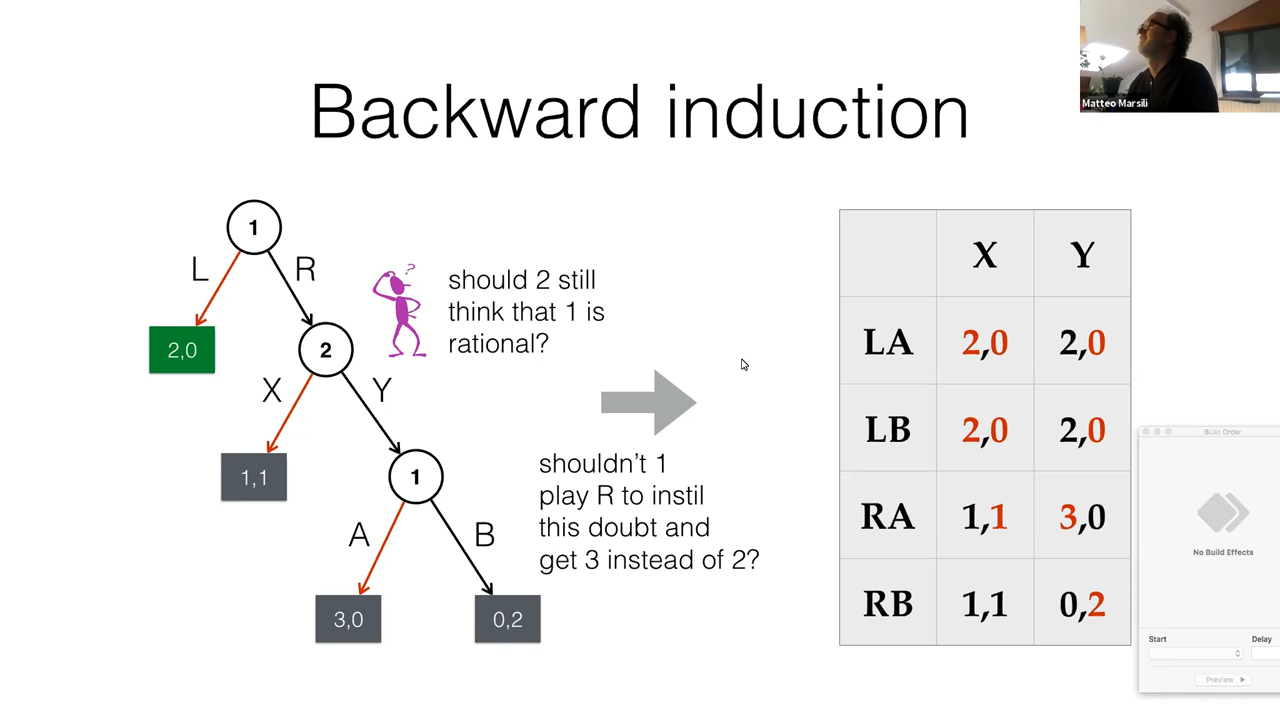 Matteo Marsili
Backward induction
1
L
R
2,0
2
?
should 2 still
think that 1 is
rational?
X
Y
1,1
1
shouldn't 1
play R to instil
this doubt and
get 3 instead of 2?
A
B
3,0
0,2
X Y
LA 2,0 2,0
LB 2,0 2,0
RA 1,1 3,0
RB 1,1 0,2
Build Order
No Build Effects
Start Delay
Preview